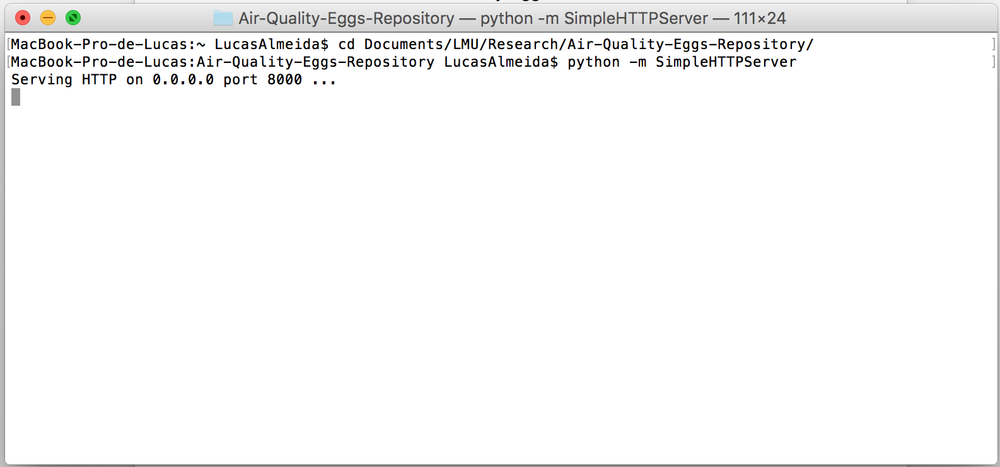 Air-Quality-Eggs-Repository — python -m SimpleHTTPServer — 111×24
[MacBook-Pro-de-Lucas:~ LucasAlmeida$ cd Documents/LMU/Research/Air-Quality-Eggs-Repository/ ]
[MacBook-Pro-de-Lucas:Air-Quality-Eggs-Repository LucasAlmeida$ python -m SimpleHTTPServer ]
Serving HTTP on 0.0.0.0 port 8000 ...